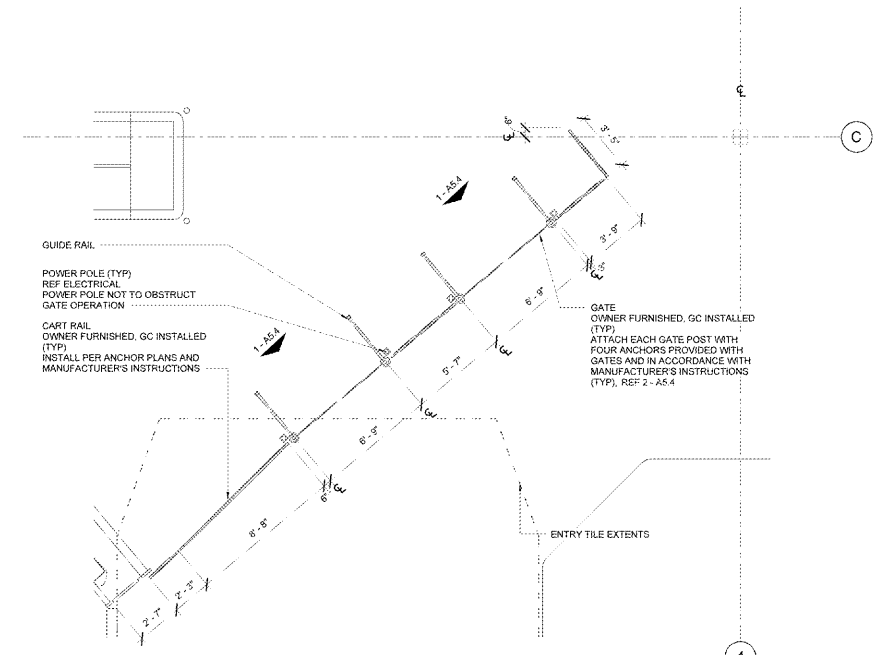 ℄
C
6"
℄
3' - 5"
1 - A5.4
GUIDE RAIL
3' - 9"
5"
℄
POWER POLE (TYP)
REF ELECTRICAL
POWER POLE NOT TO OBSTRUCT
GATE OPERATION
6' - 9"
GATE
OWNER FURNISHED, GC INSTALLED
(TYP)
ATTACH EACH GATE POST WITH
FOUR ANCHORS PROVIDED WITH
GATES AND IN ACCORDANCE WITH
MANUFACTURER'S INSTRUCTIONS
(TYP), REF 2 - A5.4
CART RAIL
OWNER FURNISHED, GC INSTALLED
(TYP)
INSTALL PER ANCHOR PLANS AND
MANUFACTURER'S INSTRUCTIONS
1 - A5.4
℄
5' - 7"
℄
6' - 9"
℄
6"
8' - 8"
ENTRY TILE EXTENTS
2' - 3"
2' - 7"